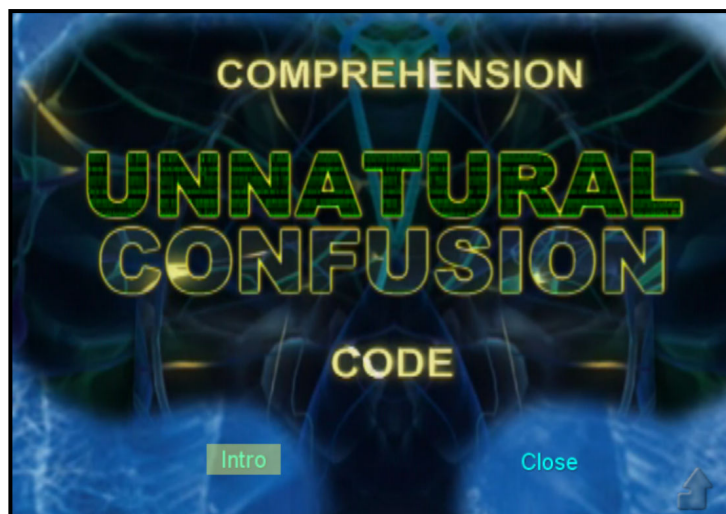 COMPREHENSION
UNNATURAL
CONFUSION
CODE
Intro Close